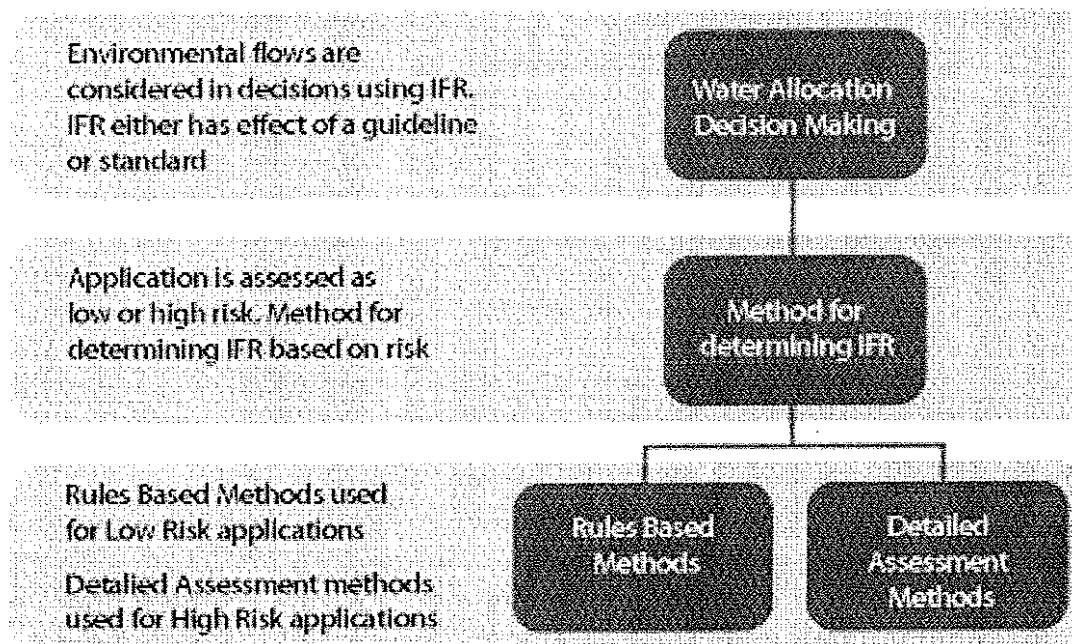 Environmental flows are
considered in decisions using IFR.
IFR either has effect of a guideline
or standard
Water Allocation
Decision Making
Application is assessed as
low or high risk. Method for
determining IFR based on risk
Method for
determining IFR
Rules Based Methods used
for Low Risk applications
Detailed Assessment methods
used for High Risk applications
Rules Based
Methods
Detailed
Assessment
Methods